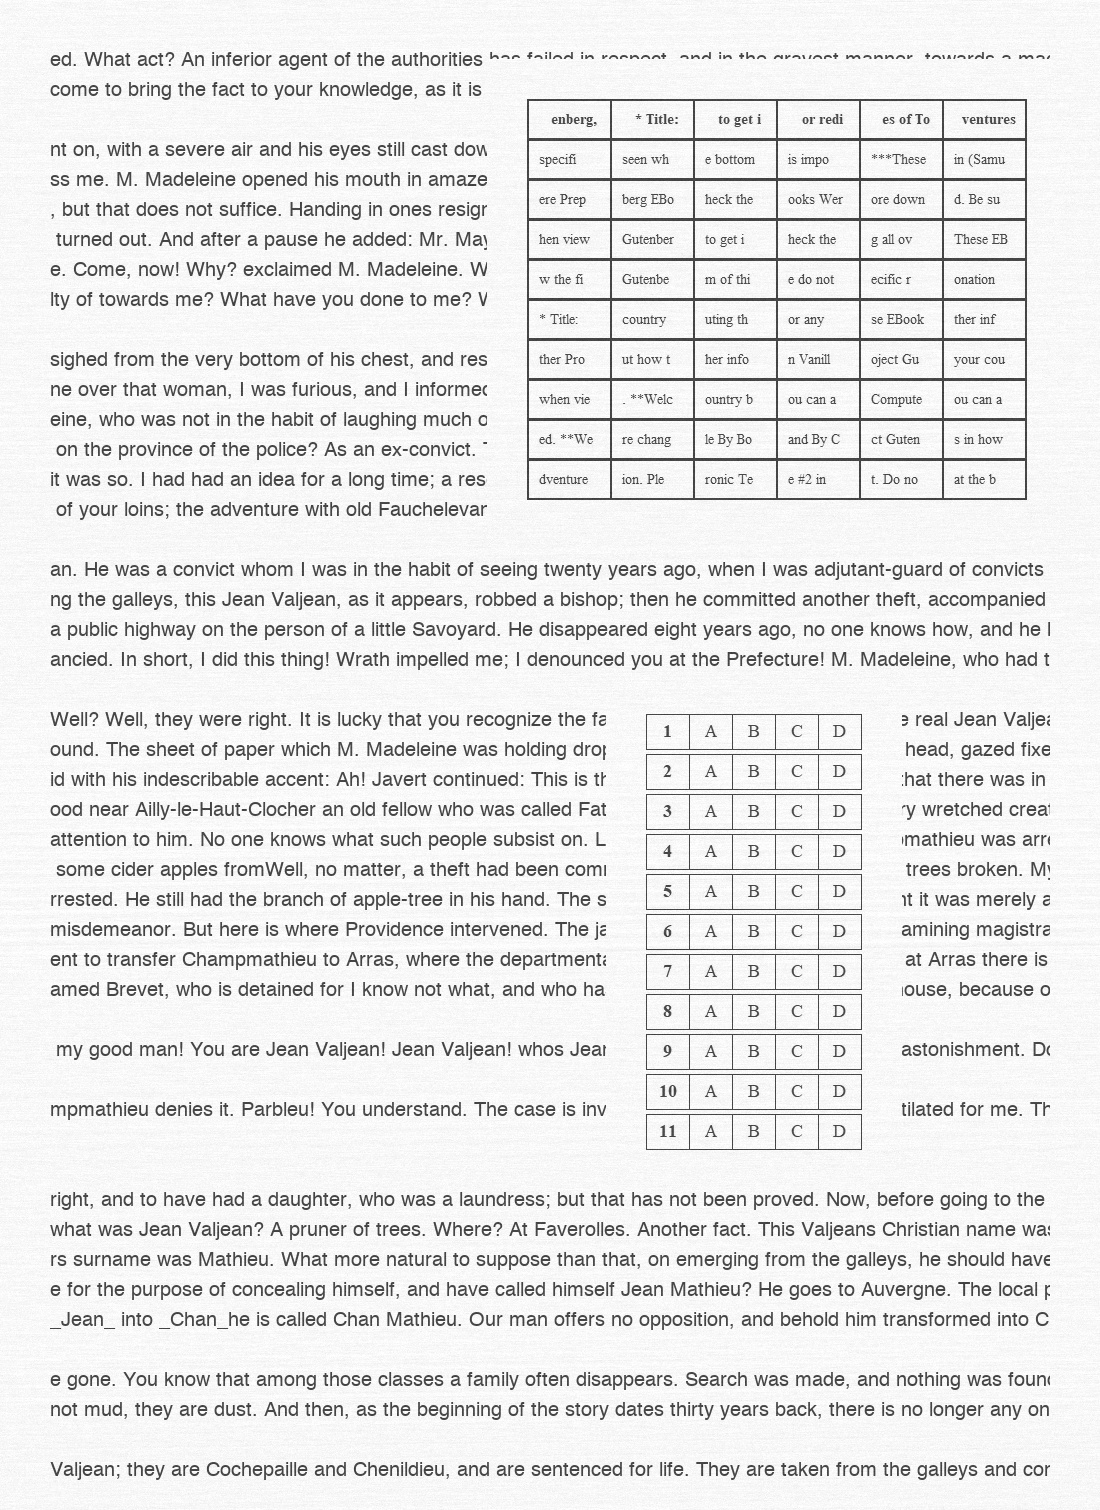 ed. What act? An inferior agent of the authorities has failed in respect, and in the gravest manner, towards a
come to bring the fact to your knowledge, as it is
nt on, with a severe air and his eyes still cast
ss me. M. Madeleine opened his mouth in
, but that does not suffice. Handing in ones
turned out. And after a pause he added: Mr.
e. Come, now! Why? exclaimed M. Madeleine.
lty of towards me? What have you done to me?
sighed from the very bottom of his chest, and res
ne over that woman, I was furious, and I
eine, who was not in the habit of laughing much
on the province of the police? As an ex-convict.
it was so. I had had an idea for a long time; a res
of your loins; the adventure with old
enberg, * Title: to get i or redi es of To ventures
specifi seen wh e bottom is impo ***These in (Samu
ere Prep berg EBo heck the ooks Wer ore down d. Be su
hen view Gutenber to get i heck the g all ov These EB
w the fi Gutenbe m of thi e do not ecific r onation
* Title: country uting th or any se EBook ther inf
ther Pro ut how t her info n Vanill oject Gu your cou
when vie . **Welc ountry b ou can a Compute ou can a
ed. **We re chang le By Bo and By C ct Guten s in how
dventure ion. Ple ronic Te e #2 in t. Do no at the b
an. He was a convict whom I was in the habit of seeing twenty years ago, when I was adjutant-guard of convicts
ng the galleys, this Jean Valjean, as it appears, robbed a bishop; then he committed another theft, accompanied
a public highway on the person of a little Savoyard. He disappeared eight years ago, no one knows how, and he
ancied. In short, I did this thing! Wrath impelled me; I denounced you at the Prefecture! M. Madeleine, who had
Well? Well, they were right. It is lucky that you recognize the fa real
ound. The sheet of paper which M. Madeleine was holding head, gazed
id with his indescribable accent: Ah! Javert continued: This is that there was in
ood near Ailly-le-Haut-Clocher an old fellow who was called wretched
attention to him. No one knows what such people subsist on. omathieu was
some cider apples fromWell, no matter, a theft had been trees broken.
rrested. He still had the branch of apple-tree in his hand. The s it was merely
misdemeanor. But here is where Providence intervened. The amining
ent to transfer Champmathieu to Arras, where the at Arras there is
amed Brevet, who is detained for I know not what, and who ha because
my good man! You are Jean Valjean! Jean Valjean! whos astonishment.
mpmathieu denies it. Parbleu! You understand. The case is tilated for me.
1 A B C D
2 A B C D
3 A B C D
4 A B C D
5 A B C D
6 A B C D
7 A B C D
8 A B C D
9 A B C D
10 A B C D
11 A B C D
right, and to have had a daughter, who was a laundress; but that has not been proved. Now, before going to the
what was Jean Valjean? A pruner of trees. Where? At Faverolles. Another fact. This Valjeans Christian name was
rs surname was Mathieu. What more natural to suppose than that, on emerging from the galleys, he should have
e for the purpose of concealing himself, and have called himself Jean Mathieu? He goes to Auvergne. The local
_Jean_ into _Chan_he is called Chan Mathieu. Our man offers no opposition, and behold him transformed into
e gone. You know that among those classes a family often disappears. Search was made, and nothing was
not mud, they are dust. And then, as the beginning of the story dates thirty years back, there is no longer any on
Valjean; they are Cochepaille and Chenildieu, and are sentenced for life. They are taken from the galleys and